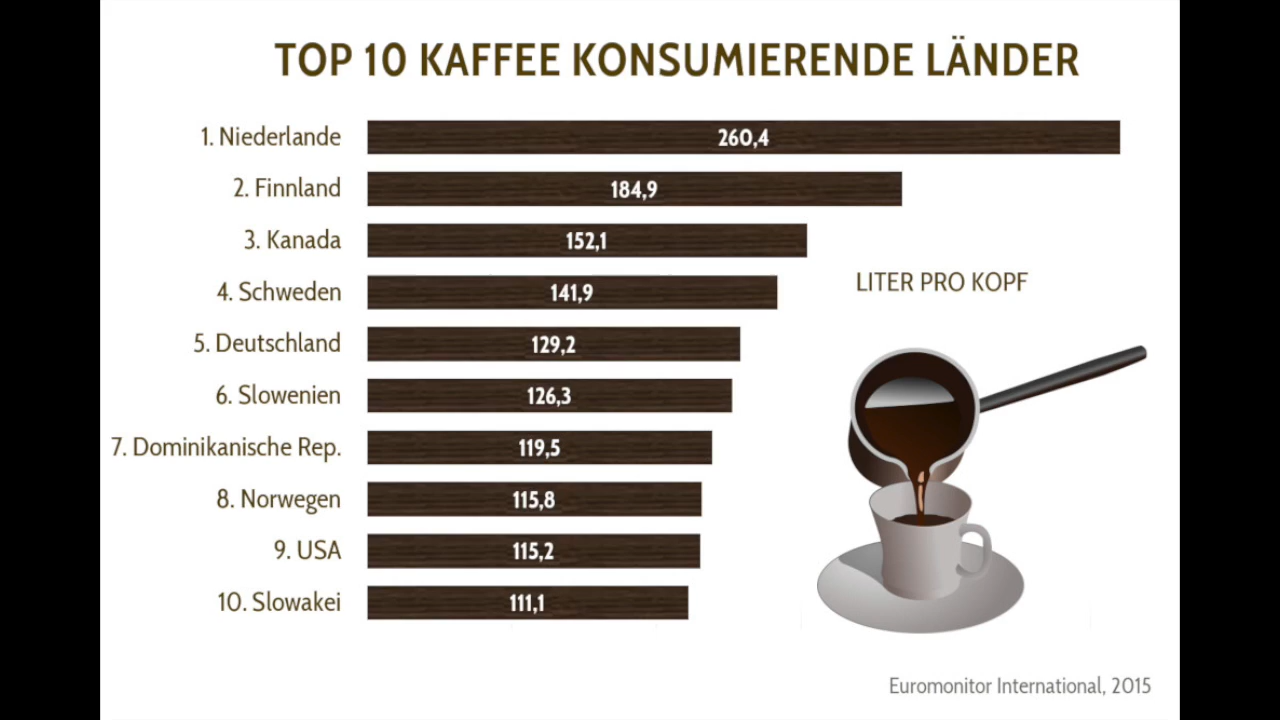 TOP 10 KAFFEE KONSUMIERENDE LÄNDER
1. Niederlande 260,4
2. Finnland 184,9
3. Kanada 152,1
4. Schweden 141,9
LITER PRO KOPF
5. Deutschland 129,2
6. Slowenien 126,3
7. Dominikanische Rep. 119,5
8. Norwegen 115,8
9. USA 115,2
10. Slowakei 111,1
Euromonitor International, 2015